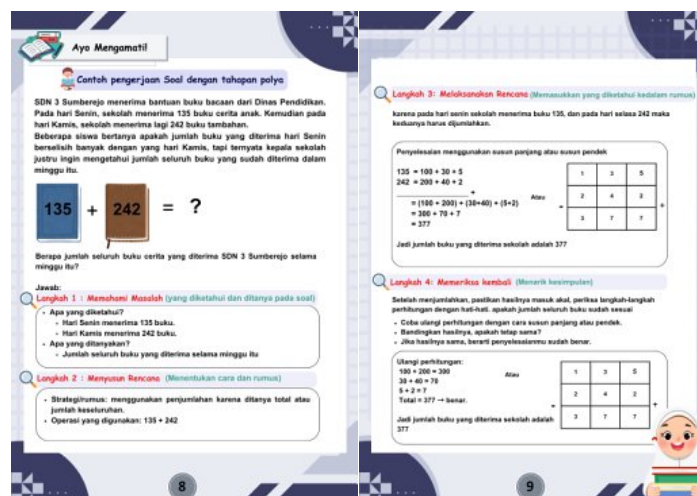 Ayo Mengamati!
Contoh pengerjaan Soal dengan tahapan polya
SDN 3 Sumberejo menerima bantuan buku bacaan dari Dinas Pendidikan.
Pada hari Senin, sekolah menerima 135 buku cerita anak. Kemudian pada
hari Kamis, sekolah menerima lagi 242 buku tambahan.
Beberapa siswa bertanya apakah jumlah buku yang diterima hari Senin
berselisih banyak dengan yang hari Kamis, tapi ternyata kepala sekolah
justru ingin mengetahui jumlah seluruh buku yang sudah diterima dalam
minggu itu.
135 + 242 = ?
Berapa jumlah seluruh buku cerita yang diterima SDN 3 Sumberejo selama
minggu itu?
Jawab:
Langkah 1 : Memahami Masalah (yang diketahui dan ditanya pada soal)
• Apa yang diketahui?
◦ Hari Senin menerima 135 buku.
◦ Hari Kamis menerima 242 buku.
• Apa yang ditanyakan?
◦ Jumlah seluruh buku yang diterima selama minggu itu
Langkah 2 : Menyusun Rencana (Menentukan cara dan rumus)
• Strategi/rumus: menggunakan penjumlahan karena ditanya total atau
jumlah keseluruhan.
• Operasi yang digunakan: 135 + 242
8
Langkah 3: Melaksanakan Rencana (Memasukkan yang diketahui kedalam rumus)
karena pada hari senin sekolah menerima buku 135, dan pada hari selasa 242 maka
keduanya harus dijumlahkan.
Penyelesaian menggunakan susun panjang atau susun pendek
135 = 100 + 30 + 5
242 = 200 + 40 + 2
+
= (100 + 200) + (30+40) + (5+2)
= 300 + 70 + 7
= 377
Atau
1 3 5
2 4 2
= +
3 7 7
Jadi jumlah buku yang diterima sekolah adalah 377
Langkah 4: Memeriksa kembali (Menarik kesimpulan)
Setelah menjumlahkan, pastikan hasilnya masuk akal, periksa langkah-langkah
perhitungan dengan hati-hati. apakah jumlah seluruh buku sudah sesuai
• Coba ulangi perhitungan dengan cara susun panjang atau pendek.
• Bandingkan hasilnya, apakah tetap sama?
• Jika hasilnya sama, berarti penyelesaianmu sudah benar.
Ulangi perhitungan:
100 + 200 = 300
30 + 40 = 70
5 + 2 = 7
Total = 377 → benar.
Atau
1 3 5
2 4 2
= +
3 7 7
Jadi jumlah buku yang diterima sekolah adalah
377
9